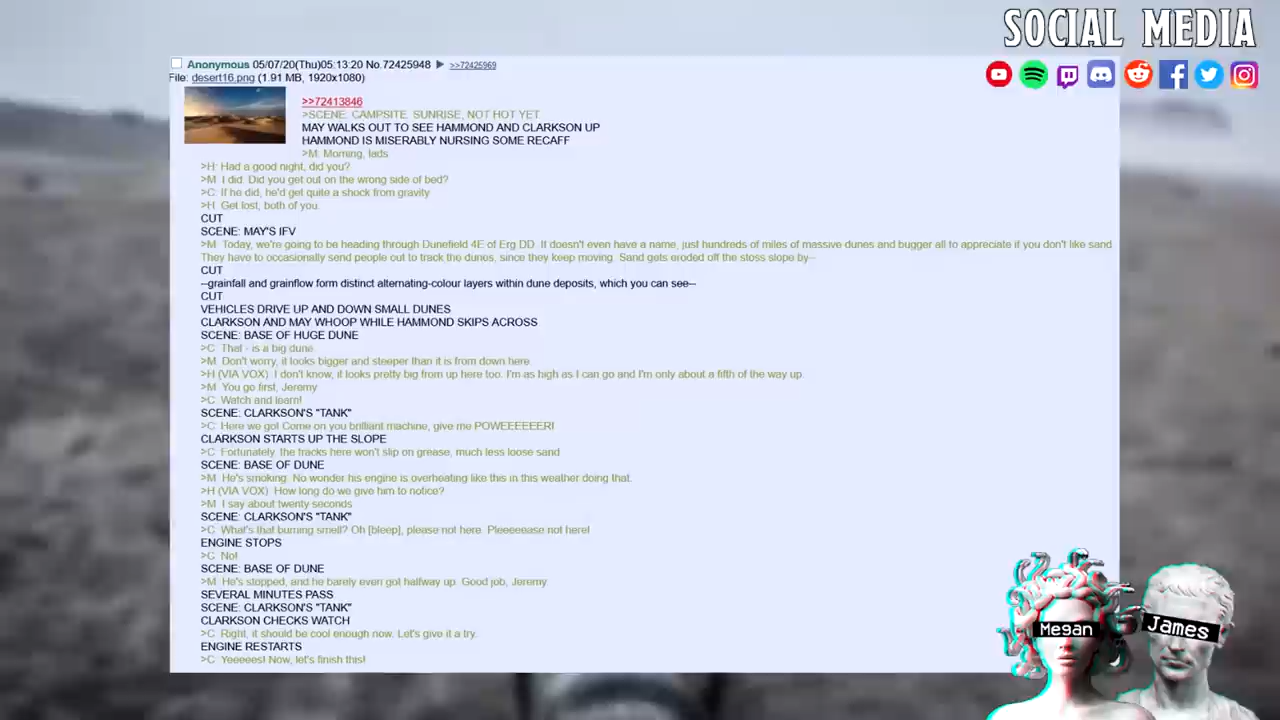 SOCIAL MEDIA
Anonymous 05/07/20(Thu)05:13:20 No.72425948 ▶ >>72425969
File: desert16.png (1.91 MB, 1920x1080)
>>72413846
>SCENE: CAMPSITE. SUNRISE, NOT HOT YET
MAY WALKS OUT TO SEE HAMMOND AND CLARKSON UP
HAMMOND IS MISERABLY NURSING SOME RECAFF
>M: Morning, lads
>H: Had a good night, did you?
>M: I did. Did you get out on the wrong side of bed?
>C: If he did, he'd get quite a shock from gravity
>H: Get lost, both of you.
CUT
SCENE: MAY'S IFV
>M: Today, we're going to be heading through Dunefield 4E of Erg DD. It doesn't even have a name, just hundreds of miles of massive dunes and bugger all to appreciate if you don't like sand.
They have to occasionally send people out to track the dunes, since they keep moving. Sand gets eroded off the stoss slope by--
CUT
--grainfall and grainflow form distinct alternating-colour layers within dune deposits, which you can see--
CUT
VEHICLES DRIVE UP AND DOWN SMALL DUNES
CLARKSON AND MAY WHOOP WHILE HAMMOND SKIPS ACROSS
SCENE: BASE OF HUGE DUNE
>C: That - is a big dune.
>M: Don't worry, it looks bigger and steeper than it is from down here.
>H (VIA VOX): I don't know, it looks pretty big from up here too. I'm as high as I can go and I'm only about a fifth of the way up.
>M: You go first, Jeremy
>C: Watch and learn!
SCENE: CLARKSON'S "TANK"
>C: Here we go! Come on you brilliant machine, give me POWEEEEEER!
CLARKSON STARTS UP THE SLOPE
>C: Fortunately, the tracks here won't slip on grease, much less loose sand
SCENE: BASE OF DUNE
>M: He's smoking. No wonder his engine is overheating like this in this weather doing that.
>H (VIA VOX): How long do we give him to notice?
>M: I say about twenty seconds
SCENE: CLARKSON'S "TANK"
>C: What's that burning smell? Oh [bleep], please not here. Pleeeeease not here!
ENGINE STOPS
>C: No!
SCENE: BASE OF DUNE
>M: He's stopped, and he barely even got halfway up. Good job, Jeremy.
SEVERAL MINUTES PASS
SCENE: CLARKSON'S "TANK"
CLARKSON CHECKS WATCH
>C: Right, it should be cool enough now. Let's give it a try.
ENGINE RESTARTS
>C: Yeeeees! Now, let's finish this!
Megan
James